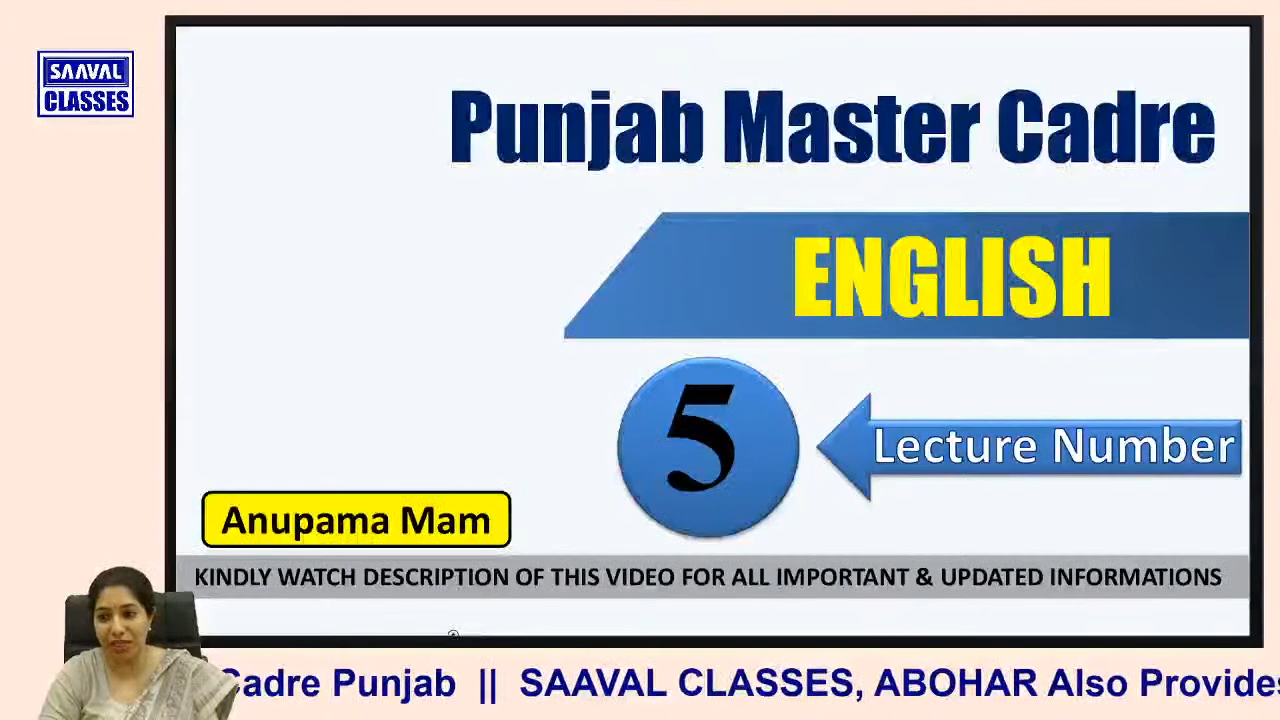 SAAVAL
CLASSES
Punjab Master Cadre
ENGLISH
5
Lecture Number
Anupama Mam
KINDLY WATCH DESCRIPTION OF THIS VIDEO FOR ALL IMPORTANT & UPDATED INFORMATIONS
Cadre Punjab || SAAVAL CLASSES, ABOHAR Also Provides